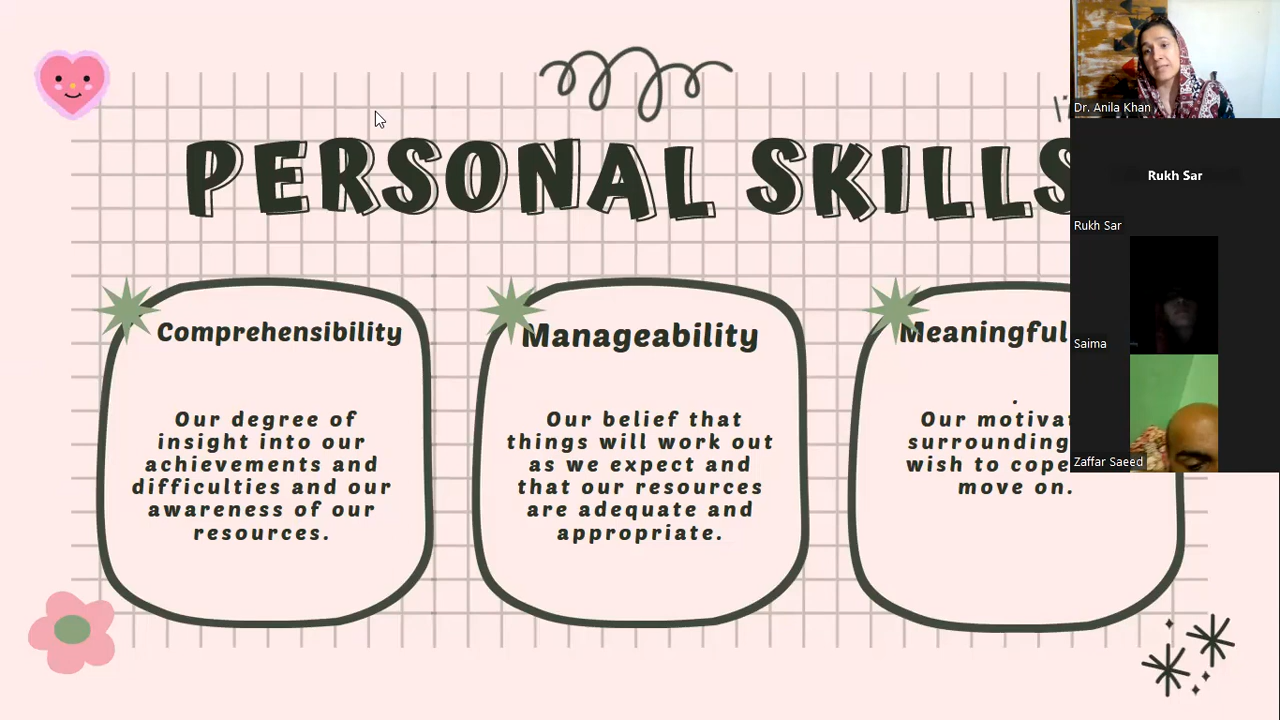 PERSONAL SKILLS
Comprehensibility
Our degree of
insight into our
achievements and
difficulties and our
awareness of our
resources.
Manageability
Our belief that
things will work out
as we expect and
that our resources
are adequate and
appropriate.
Meaningful
Our motivat
surrounding
wish to cope
move on.
Dr. Anila Khan
Rukh Sar
Rukh Sar
Saima
Zaffar Saeed